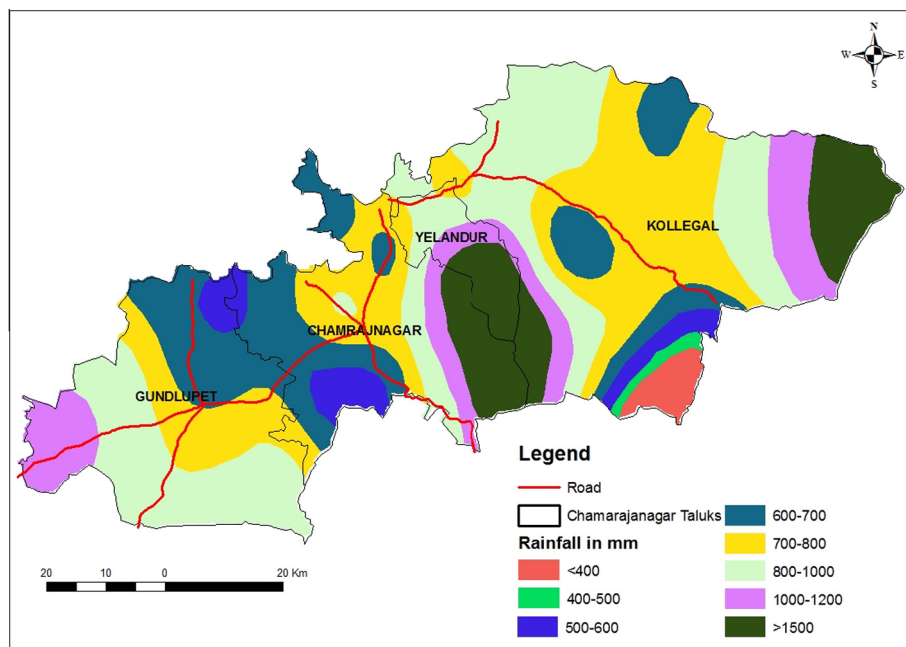 N
W E
S
KOLLEGAL
YELANDUR
CHAMRAJNAGAR
GUNDLUPET
Legend
Road
Chamarajanagar Taluks
Rainfall in mm
<400
400-500
500-600
600-700
700-800
800-1000
1000-1200
>1500
20 10 0 20 Km